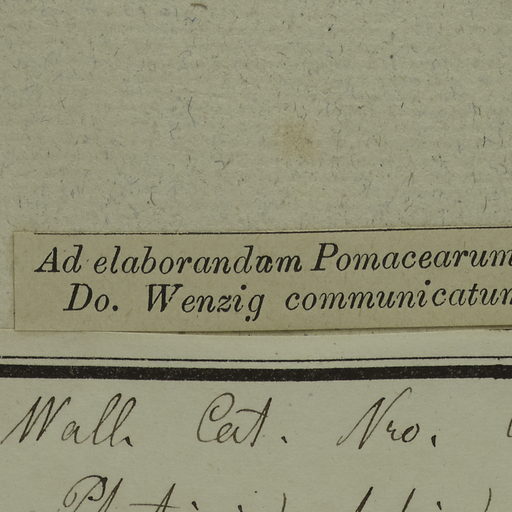 Ad elaborandam Pomacearum
Do. Wenzig communicatum
Wall. Cat. Nro.